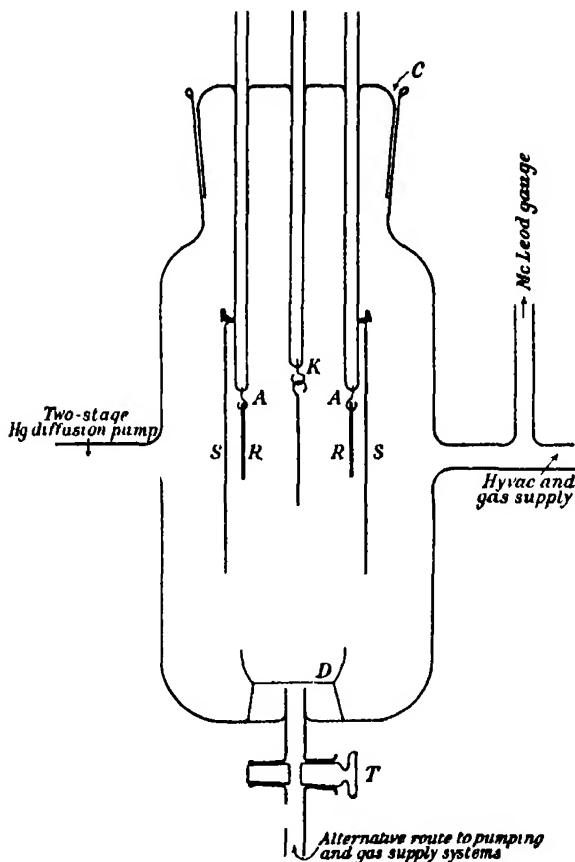 C
Mc Leod gauge
K
A
A
Two-stage
Hg diffusion pump
S
R
R
S
Hyvac and
gas supply
D
T
Alternative route to pumping
and gas supply systems